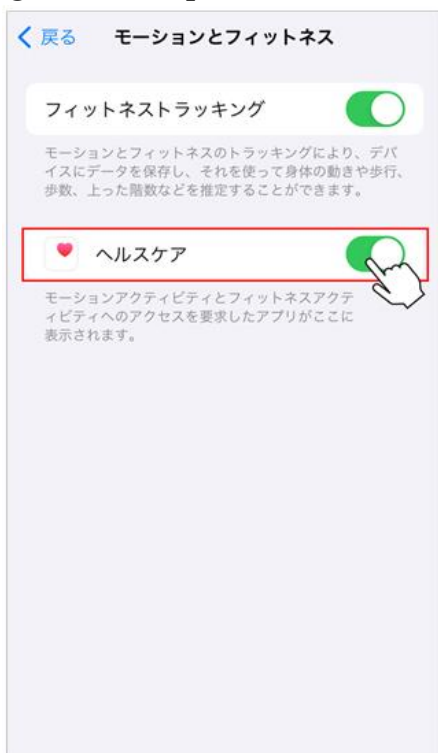 戻る モーションとフィットネス
フィットネストラッキング
モーションとフィットネスのトラッキングにより、デバ
イスにデータを保存し、それを使って身体の動きや歩行、
歩数、上った階数などを推定することができます。
ヘルスケア
モーションアクティビティとフィットネスアクテ
ィビティへのアクセスを要求したアプリがここに
表示されます。